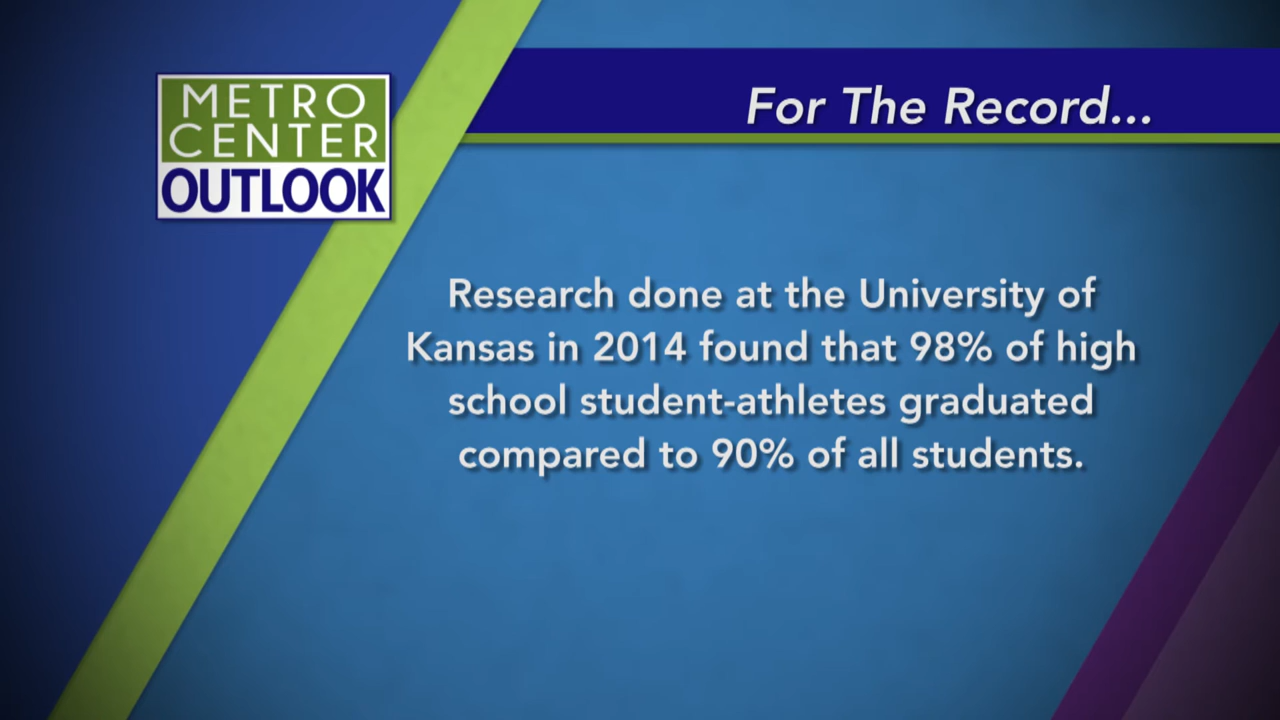 METRO
CENTER
OUTLOOK
For The Record...
Research done at the University of
Kansas in 2014 found that 98% of high
school student-athletes graduated
compared to 90% of all students.